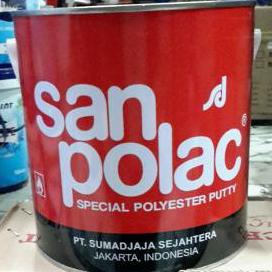 san
polac®
SPECIAL POLYESTER PUTTY
PT. SUMADJAJA SEJAHTERA
JAKARTA, INDONESIA